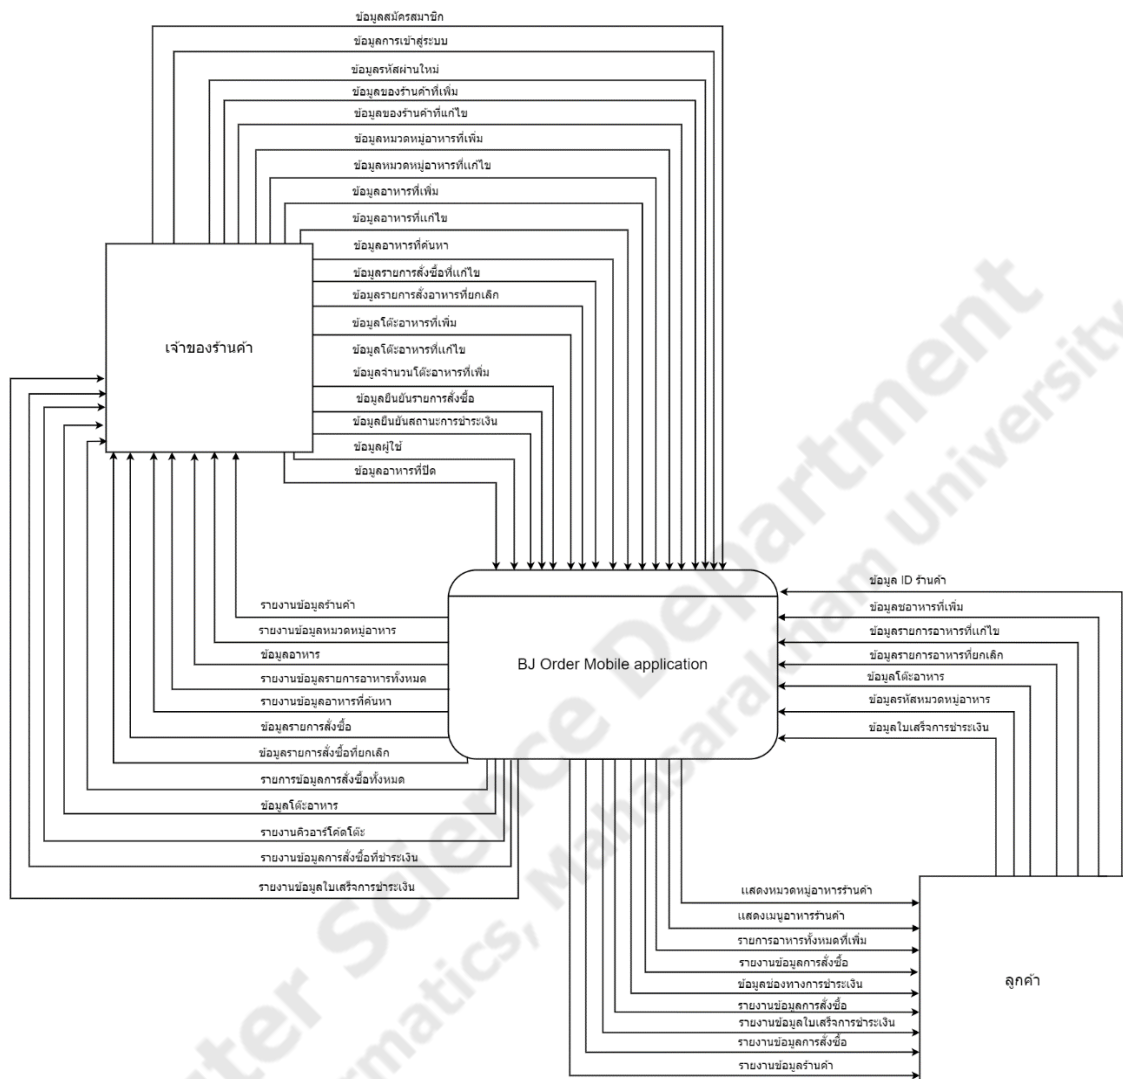 ข้อมูลสมัครสมาชิก
ข้อมูลการเข้าสู่ระบบ
ข้อมูลรหัสผ่านใหม่
ข้อมูลของร้านค้าที่เพิ่ม
ข้อมูลของร้านค้าที่แก้ไข
ข้อมูลหมวดหมู่อาหารที่เพิ่ม
ข้อมูลหมวดหมู่อาหารที่แก้ไข
ข้อมูลอาหารที่เพิ่ม
ข้อมูลอาหารที่แก้ไข
ข้อมูลอาหารที่ค้นหา
ข้อมูลรายการสั่งซื้อที่แก้ไข
ข้อมูลรายการสั่งอาหารที่ยกเลิก
ข้อมูลโต๊ะอาหารที่เพิ่ม
ข้อมูลโต๊ะอาหารที่แก้ไข
ข้อมูลจำนวนโต๊ะอาหารที่เพิ่ม
ข้อมูลยืนยันรายการสั่งซื้อ
ข้อมูลยืนยันสถานะการชำระเงิน
ข้อมูลผู้ใช้
ข้อมูลอาหารที่ปิด
เจ้าของร้านค้า
รายงานข้อมูลร้านค้า
รายงานข้อมูลหมวดหมู่อาหาร
ข้อมูลอาหาร
รายงานข้อมูลรายการอาหารทั้งหมด
รายงานข้อมูลอาหารที่ค้นหา
ข้อมูลรายการสั่งซื้อ
ข้อมูลรายการสั่งซื้อที่ยกเลิก
รายการข้อมูลการสั่งซื้อทั้งหมด
ข้อมูลโต๊ะอาหาร
รายงานคิวอาร์โค้ดโต๊ะ
รายงานข้อมูลการสั่งซื้อที่ชำระเงิน
รายงานข้อมูลใบเสร็จการชำระเงิน
BJ Order Mobile application
ข้อมูล ID ร้านค้า
ข้อมูลชอาหารที่เพิ่ม
ข้อมูลรายการอาหารที่แก้ไข
ข้อมูลรายการอาหารที่ยกเลิก
ข้อมูลโต๊ะอาหาร
ข้อมูลรหัสหมวดหมู่อาหาร
ข้อมูลใบเสร็จการชำระเงิน
แสดงหมวดหมู่อาหารร้านค้า
แสดงเมนูอาหารร้านค้า
รายการอาหารทั้งหมดที่เพิ่ม
รายงานข้อมูลการสั่งซื้อ
ข้อมูลช่องทางการชำระเงิน
รายงานข้อมูลการสั่งซื้อ
รายงานข้อมูลใบเสร็จการชำระเงิน
รายงานข้อมูลการสั่งซื้อ
รายงานข้อมูลร้านค้า
ลูกค้า
Science Department
Mahasarakham University